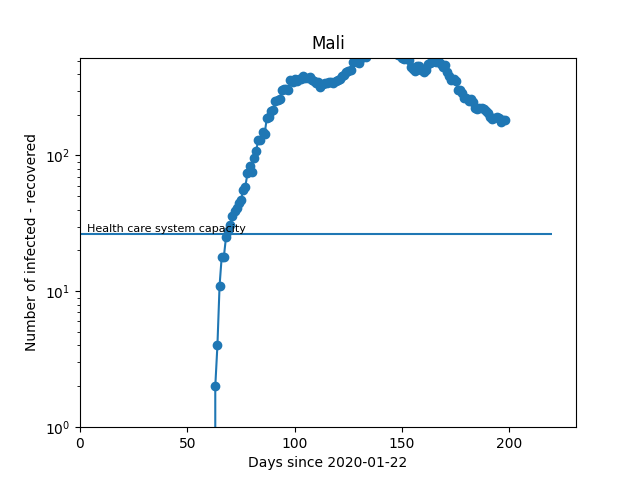 Mali
Number of infected - recovered
10²
10¹
10⁰
Health care system capacity
0 50 100 150 200
Days since 2020-01-22